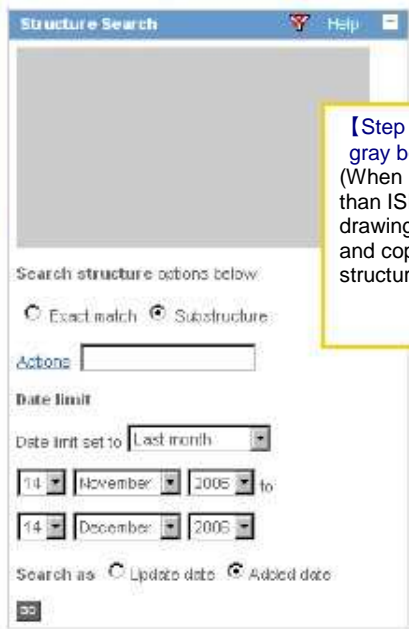 Structure Search Help
【Step
gray b
(When
than IS
drawing
and cop
structur
Search structure options below
Exact match Substructure
Actions
Date limit
Date limit set to Last month
14 November 2006 to
14 December 2006
Search as Update date Added date